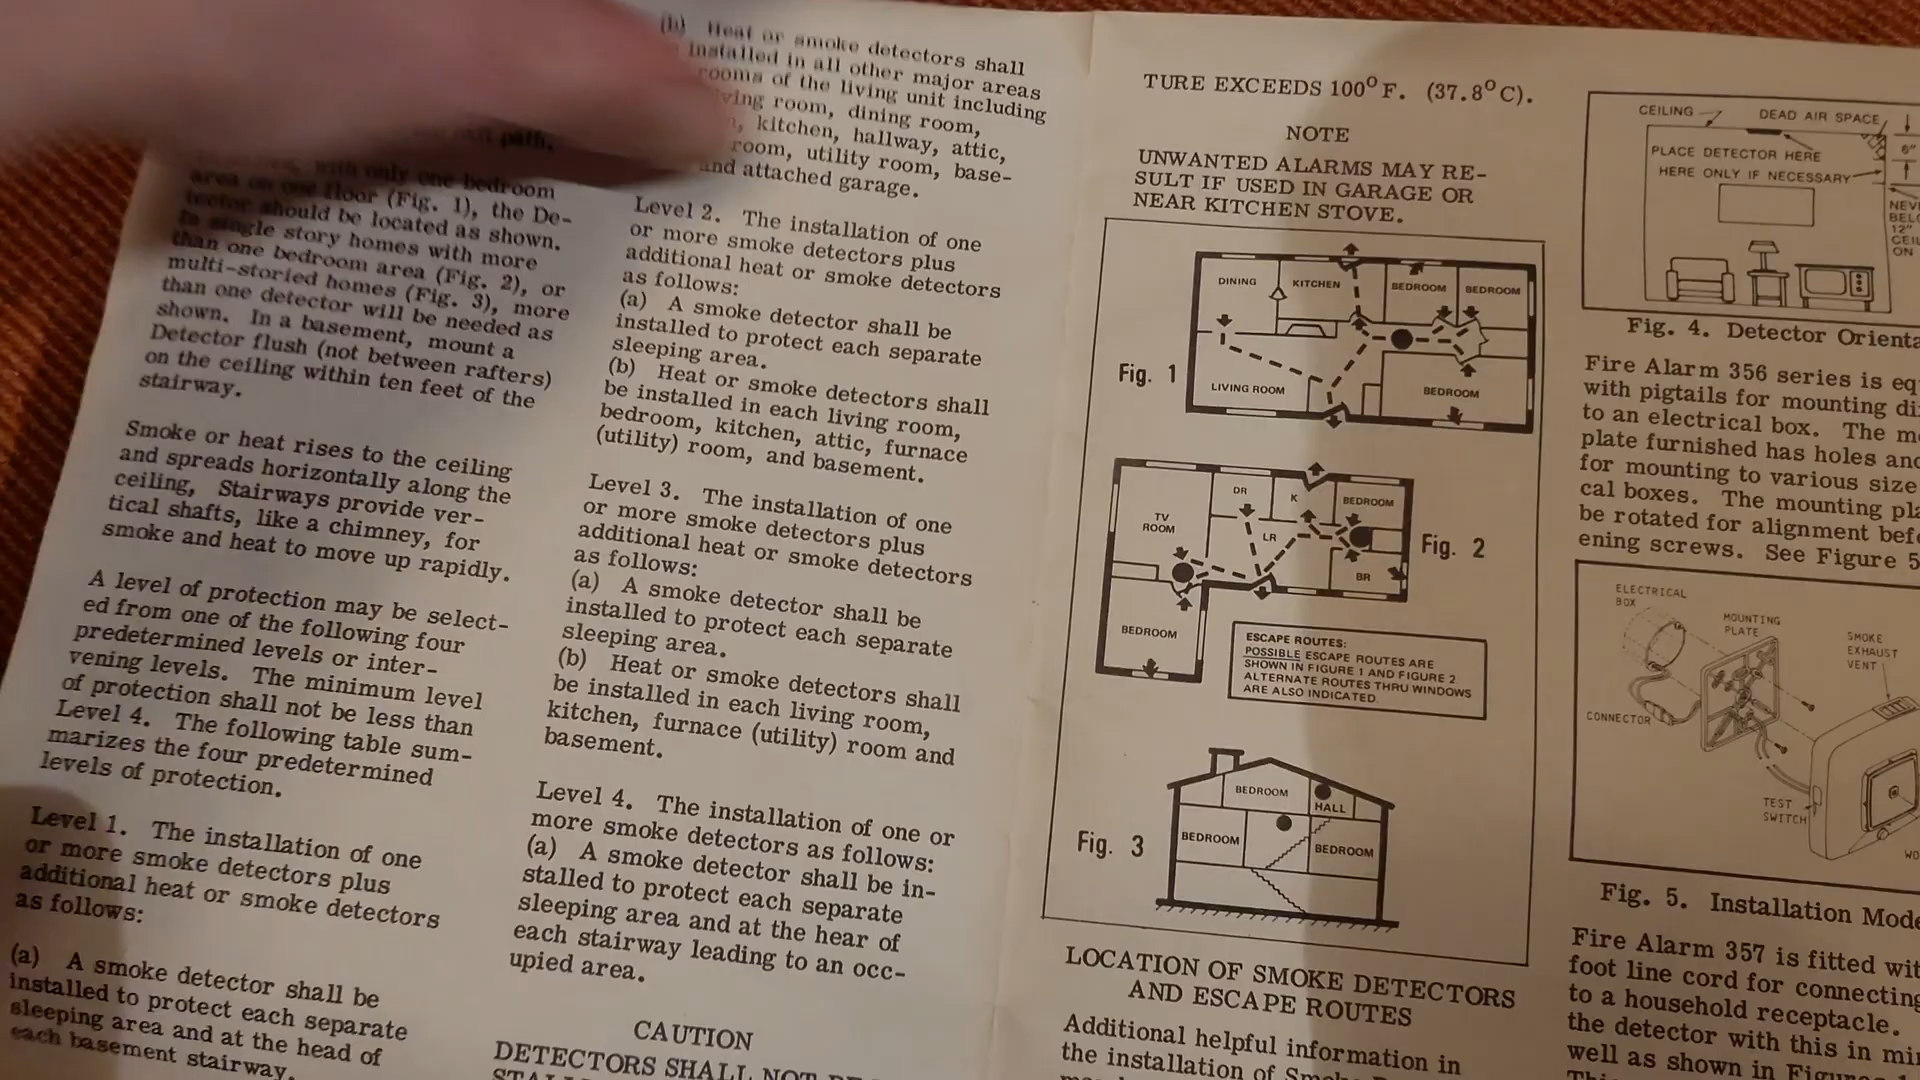 exit path.
with only one bedroom
area on one floor (Fig. 1), the De-
tector should be located as shown.
In single story homes with more
than one bedroom area (Fig. 2), or
multi-storied homes (Fig. 3), more
than one detector will be needed as
shown. In a basement, mount a
Detector flush (not between rafters)
on the ceiling within ten feet of the
stairway.
Smoke or heat rises to the ceiling
and spreads horizontally along the
ceiling, Stairways provide ver-
tical shafts, like a chimney, for
smoke and heat to move up rapidly.
A level of protection may be select-
ed from one of the following four
predetermined levels or inter-
vening levels. The minimum level
of protection shall not be less than
Level 4. The following table sum-
marizes the four predetermined
levels of protection.
Level 1. The installation of one
or more smoke detectors plus
additional heat or smoke detectors
as follows:
(a) A smoke detector shall be
installed to protect each separate
sleeping area and at the head of
each basement stairway.
(b) Heat or smoke detectors shall
installed in all other major areas
rooms of the living unit including
living room, dining room,
kitchen, hallway, attic,
room, utility room, base-
and attached garage.
Level 2. The installation of one
or more smoke detectors plus
additional heat or smoke detectors
as follows:
(a) A smoke detector shall be
installed to protect each separate
sleeping area.
(b) Heat or smoke detectors shall
be installed in each living room,
bedroom, kitchen, attic, furnace
(utility) room, and basement.
Level 3. The installation of one
or more smoke detectors plus
additional heat or smoke detectors
as follows:
(a) A smoke detector shall be
installed to protect each separate
sleeping area.
(b) Heat or smoke detectors shall
be installed in each living room,
kitchen, furnace (utility) room and
basement.
Level 4. The installation of one or
more smoke detectors as follows:
(a) A smoke detector shall be in-
stalled to protect each separate
sleeping area and at the hear of
each stairway leading to an occ-
upied area.
CAUTION
DETECTORS SHALL NOT BE
TURE EXCEEDS 100°F. (37.8°C).
NOTE
UNWANTED ALARMS MAY RE-
SULT IF USED IN GARAGE OR
NEAR KITCHEN STOVE.
Fig. 1
DINING
KITCHEN
BEDROOM
BEDROOM
LIVING ROOM
BEDROOM
Fig. 2
TV
ROOM
DR
K
BEDROOM
LR
BR
BEDROOM
ESCAPE ROUTES:
POSSIBLE ESCAPE ROUTES ARE
SHOWN IN FIGURE 1 AND FIGURE 2
ALTERNATE ROUTES THRU WINDOWS
ARE ALSO INDICATED.
Fig. 3
BEDROOM
HALL
BEDROOM
BEDROOM
LOCATION OF SMOKE DETECTORS
AND ESCAPE ROUTES
Additional helpful information in
the installation of
CEILING
DEAD AIR SPACE
6"
PLACE DETECTOR HERE
HERE ONLY IF NECESSARY
NEV
BELO
12"
CEIL
ON
Fig. 4. Detector Orienta
Fire Alarm 356 series is eq
with pigtails for mounting di
to an electrical box. The m
plate furnished has holes and
for mounting to various size
cal boxes. The mounting pla
be rotated for alignment befo
ening screws. See Figure 5
ELECTRICAL
BOX
MOUNTING
PLATE
SMOKE
EXHAUST
VENT
CONNECTOR
TEST
SWITCH
WO
Fig. 5. Installation Mode
Fire Alarm 357 is fitted wit
foot line cord for connecting
to a household receptacle.
the detector with this in min
well as shown in Figures